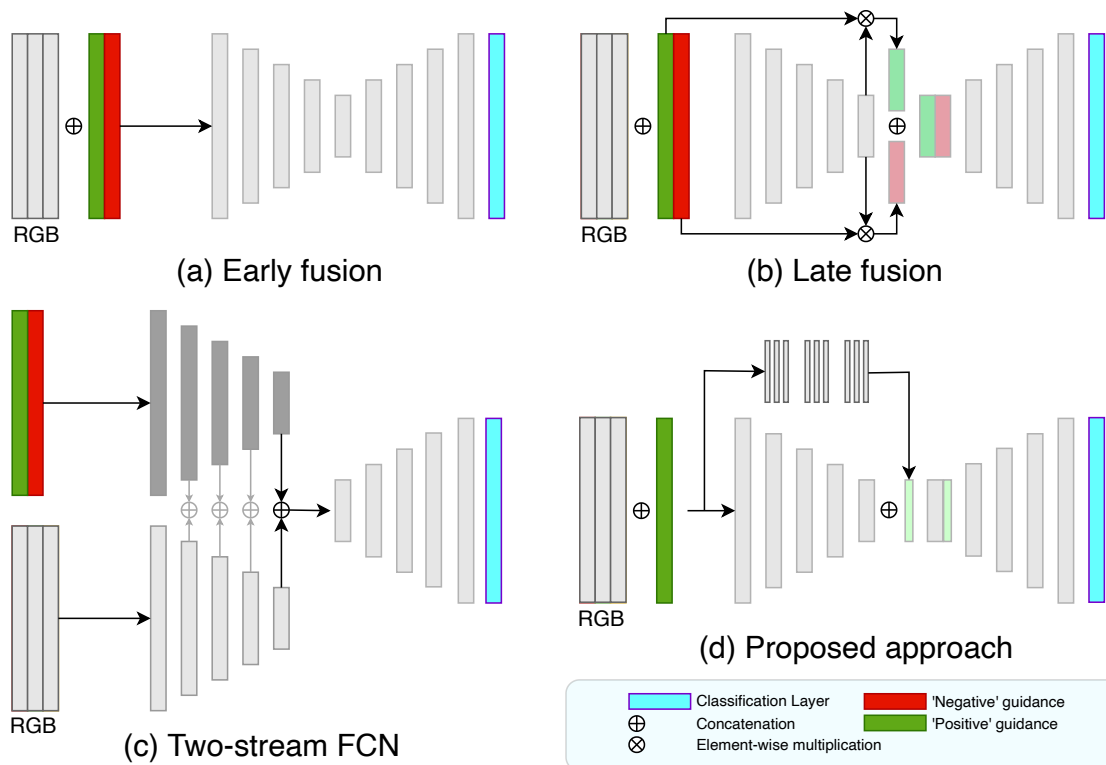 RGB
(a) Early fusion
RGB
(b) Late fusion
RGB
(c) Two-stream FCN
RGB
(d) Proposed approach
Classification Layer
'Negative' guidance
Concatenation
'Positive' guidance
Element-wise multiplication